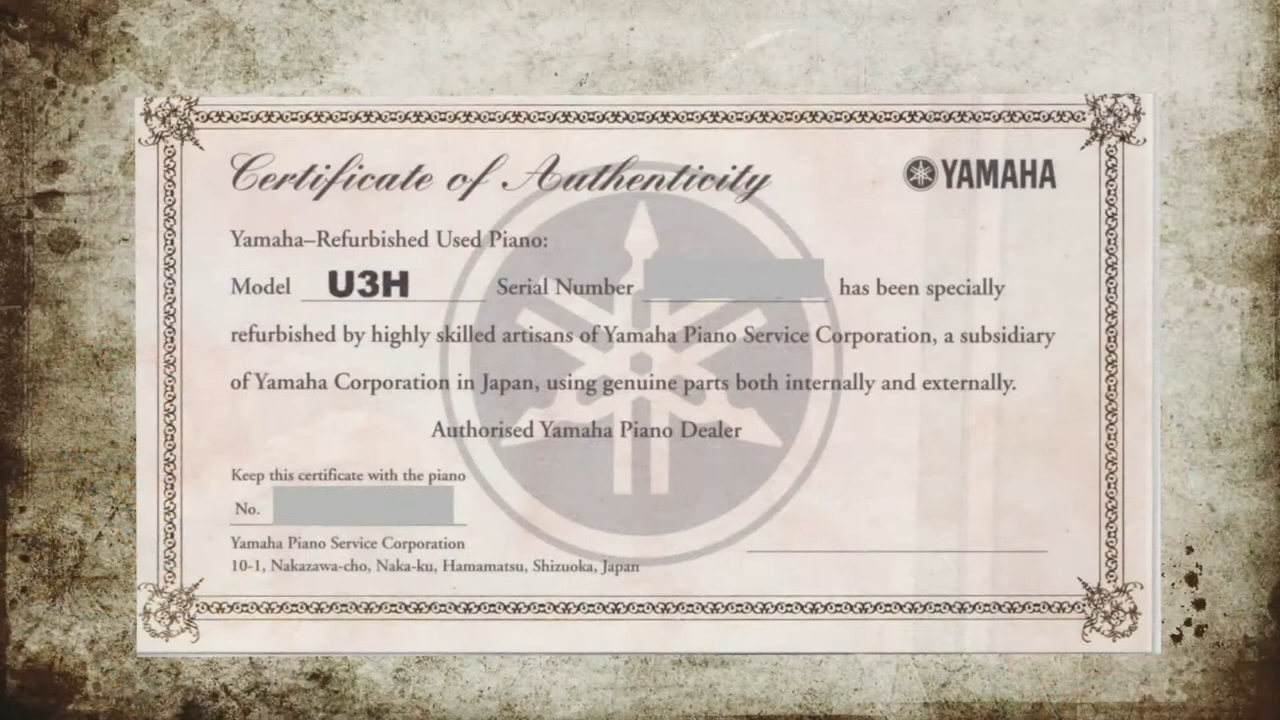 Certificate of Authenticity
YAMAHA
Yamaha–Refurbished Used Piano:
Model U3H Serial Number has been specially
refurbished by highly skilled artisans of Yamaha Piano Service Corporation, a subsidiary
of Yamaha Corporation in Japan, using genuine parts both internally and externally.
Authorised Yamaha Piano Dealer
Keep this certificate with the piano
No.
Yamaha Piano Service Corporation
10-1, Nakazawa-cho, Naka-ku, Hamamatsu, Shizuoka, Japan